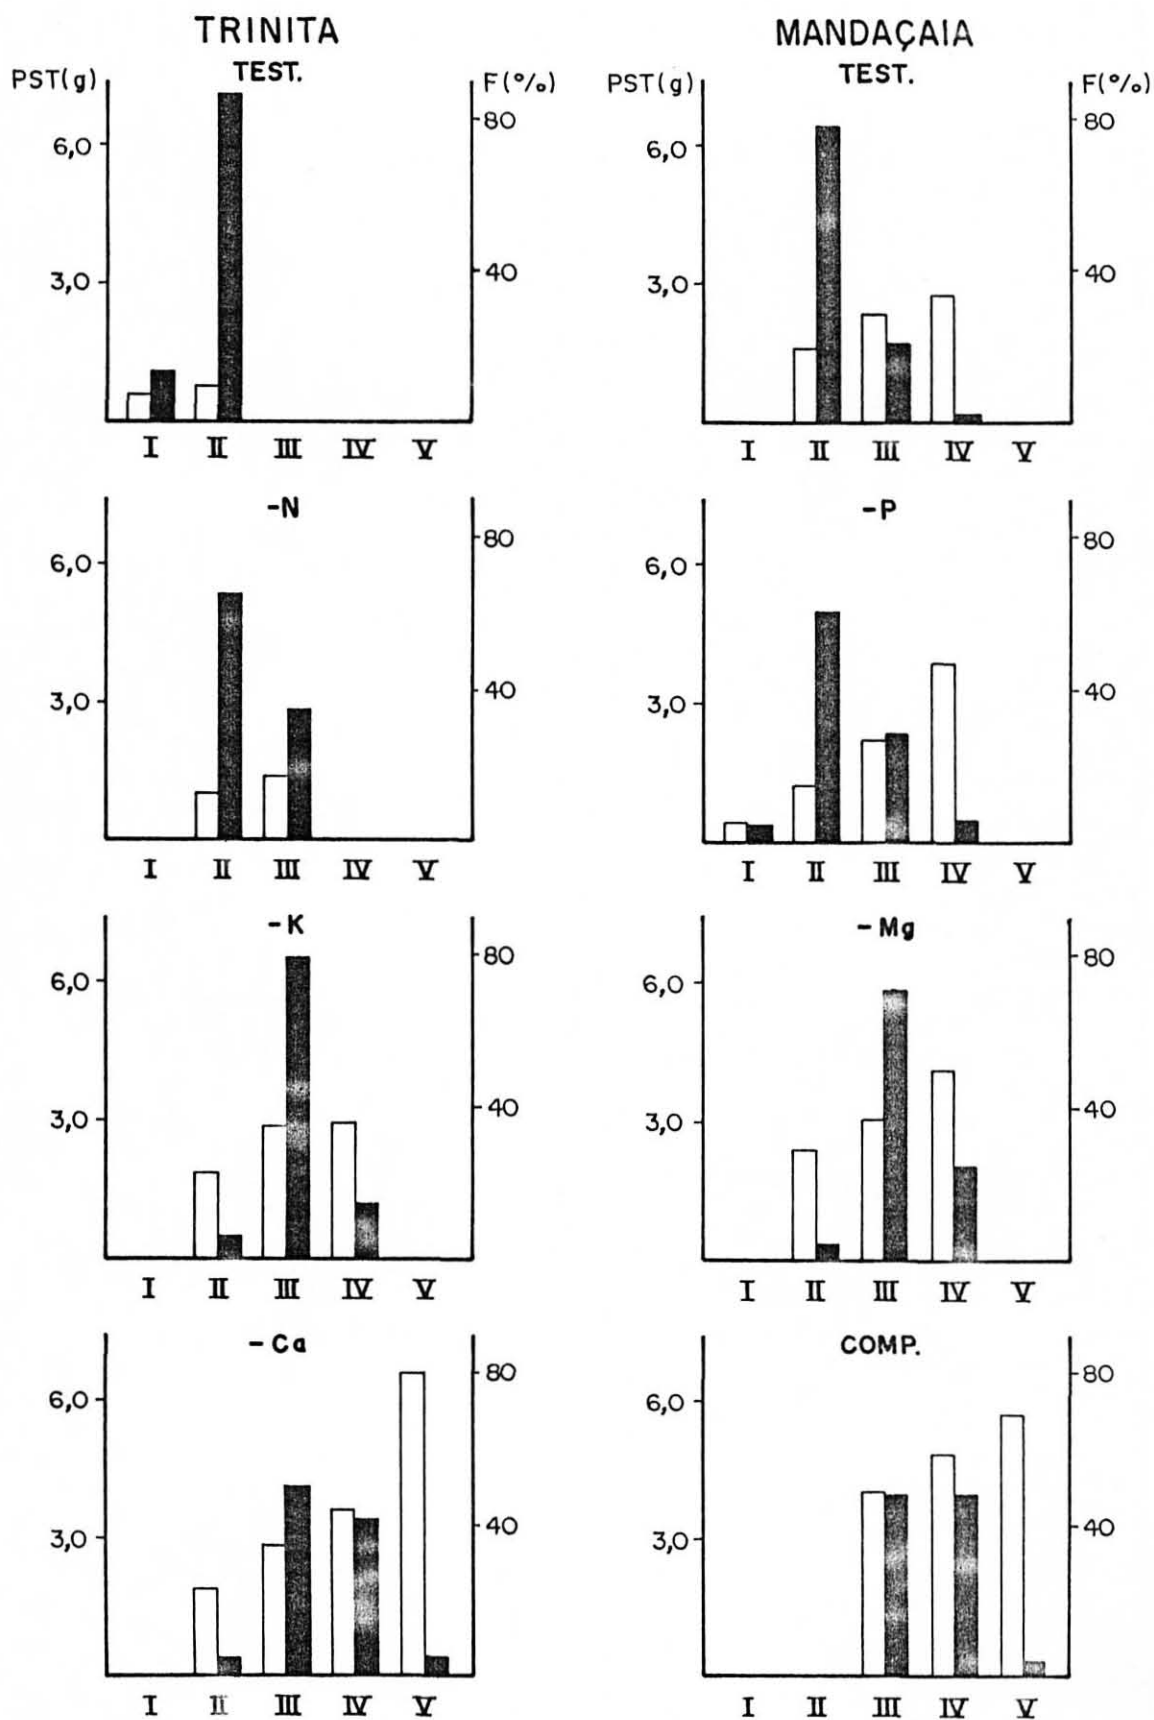 TRINITA MANDAÇAIA
TEST. TEST.
PST(g) F(%) PST(g) F(%)
80 80
6,0 6,0
40 40
3,0 3,0
I II III IV V I II III IV V
-N -P
80 80
6,0 6,0
40 40
3,0 3,0
I II III IV V I II III IV V
-K -Mg
80 80
6,0 6,0
40 40
3,0 3,0
I II III IV V I II III IV V
-Ca COMP.
80 80
6,0 6,0
40 40
3,0 3,0
I II III IV V I II III IV V